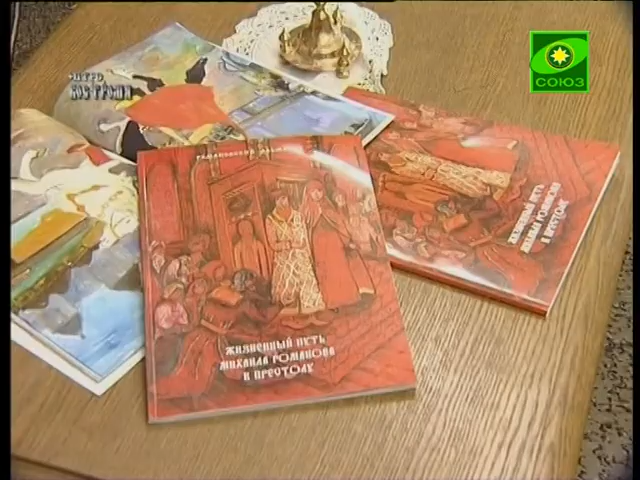 СОЮЗ
ЖИЗНЕННЫЙ ПУТЬ
МИХАИЛА РОМАНОВА
К ПРЕСТОЛУ
ЖИЗНЕННЫЙ ПУТЬ
МИХАИЛА РОМАНОВА
К ПРЕСТОЛУ